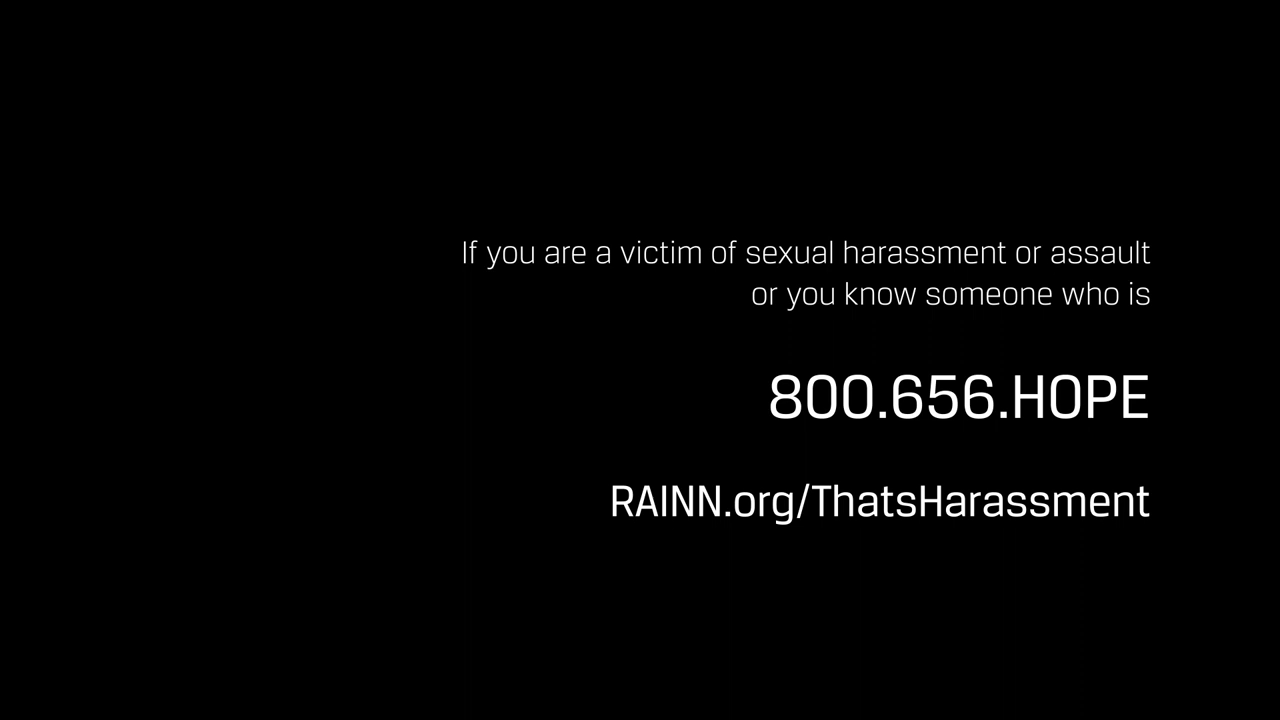 If you are a victim of sexual harassment or assault
or you know someone who is
800.656.HOPE
RAINN.org/ThatsHarassment